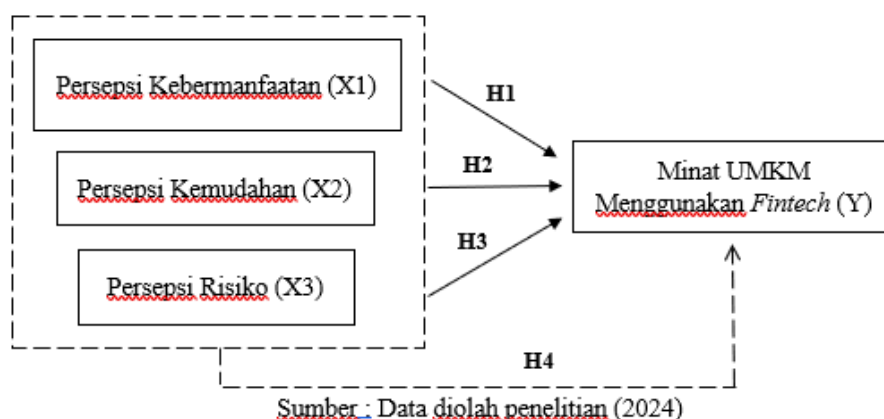 Persepsi Kebermanfaatan (X1)
H1
Persepsi Kemudahan (X2)
H2
Minat UMKM
Menggunakan Fintech (Y)
H3
Persepsi Risiko (X3)
H4
Sumber : Data diolah penelitian (2024)